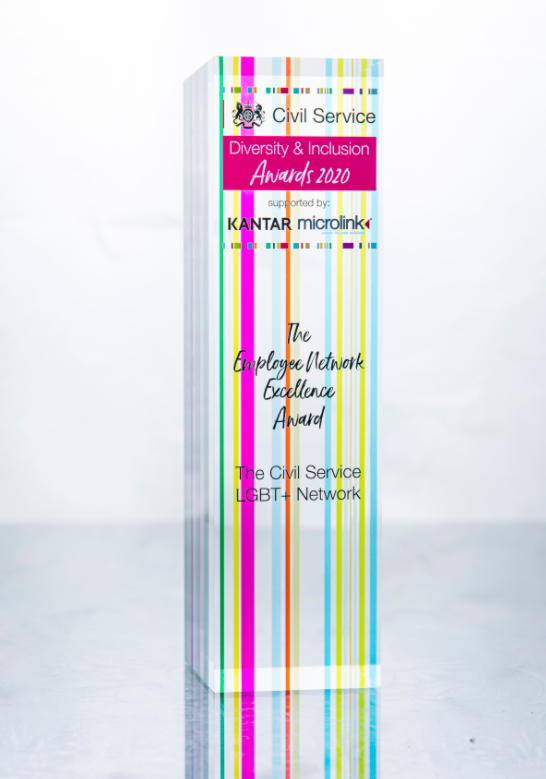 Civil Service
Diversity & Inclusion
Awards 2020
supported by:
KANTAR microlink
The
Employee Network
Excellence
Award
The Civil Service
LGBT+ Network